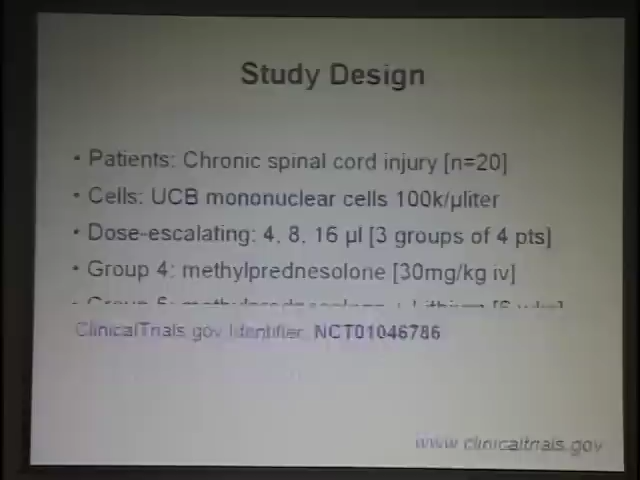 Study Design
• Patients: Chronic spinal cord injury [n=20]
• Cells: UCB mononuclear cells 100k/µliter
• Dose-escalating: 4, 8, 16 µl [3 groups of 4 pts]
• Group 4: methylprednesolone [30mg/kg iv]
ClinicalTrials.gov Identifier: NCT01046786
www.clinicaltrials.gov